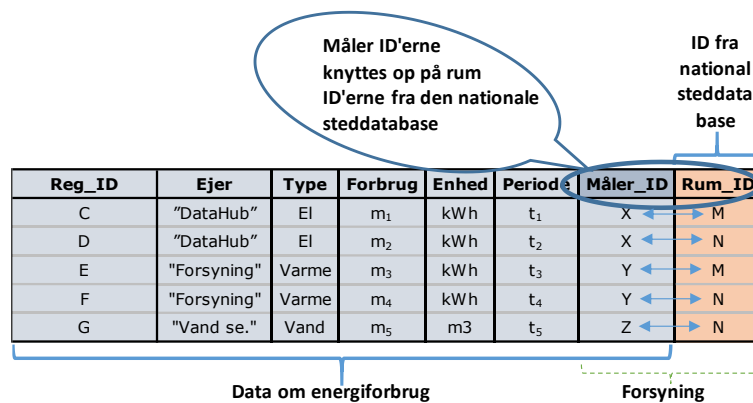 Måler ID'erne
knyttes op på rum
ID'erne fra den nationale
steddatabase
ID fra
national
steddata
base
Reg_ID Ejer Type Forbrug Enhed Periode Måler_ID Rum_ID
C "DataHub" El m₁ kWh t₁ X M
D "DataHub" El m₂ kWh t₂ X N
E "Forsyning" Varme m₃ kWh t₃ Y M
F "Forsyning" Varme m₄ kWh t₄ Y N
G "Vand se." Vand m₅ m3 t₅ Z N
Data om energiforbrug Forsyning